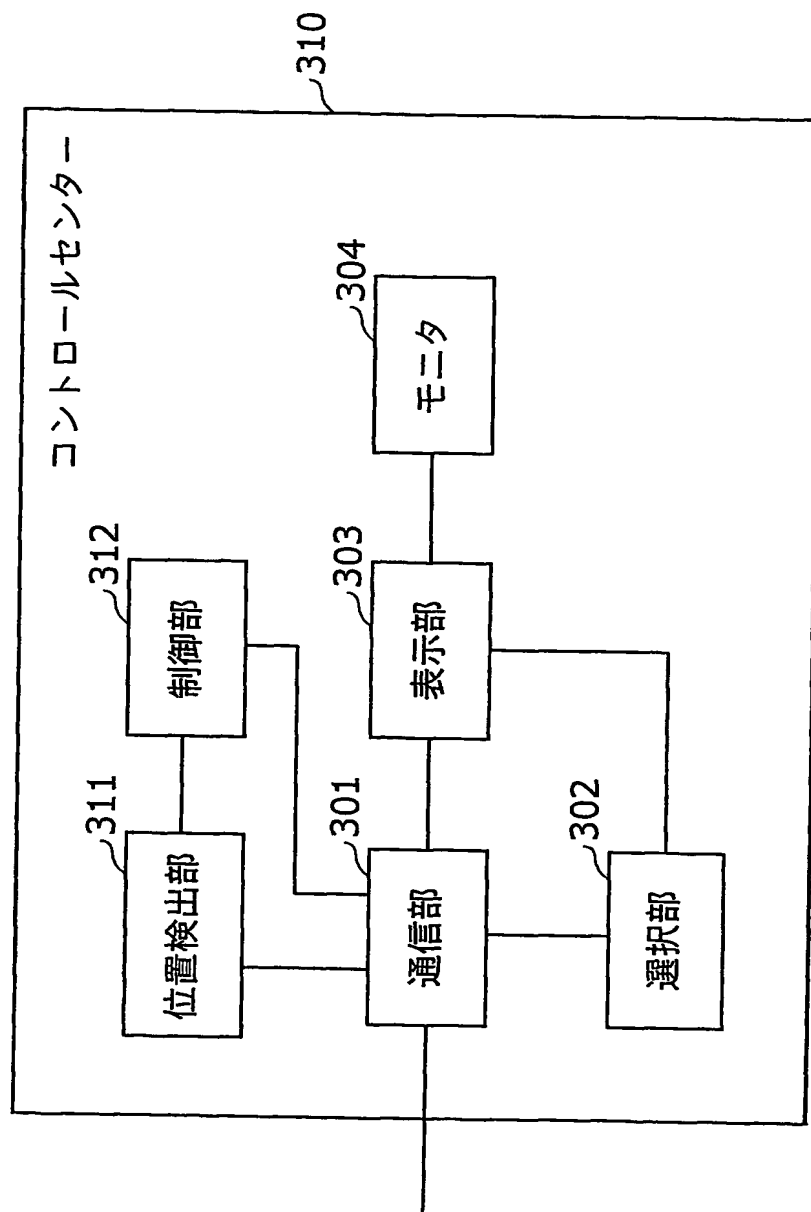 310
コントロールセンター
311
位置検出部
312
制御部
301
通信部
303
表示部
304
モニタ
302
選択部